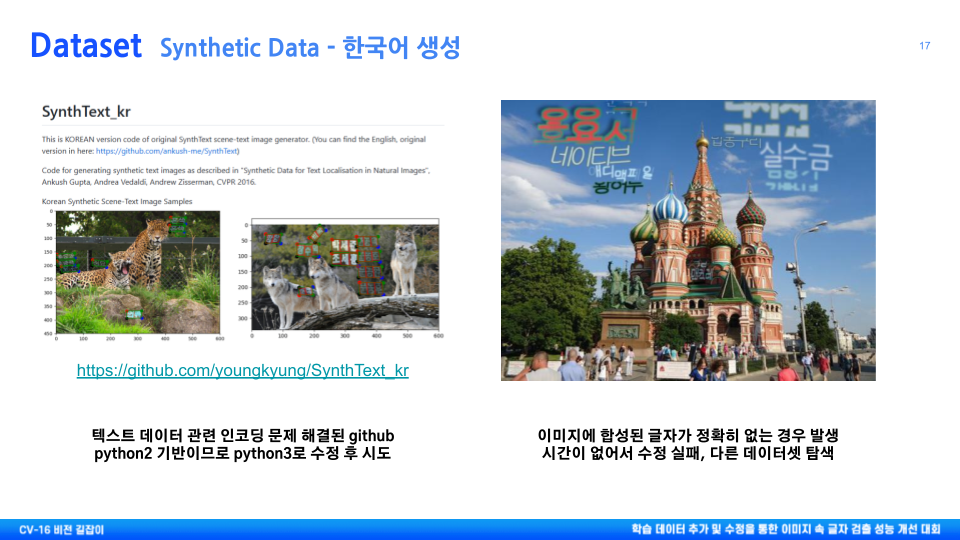 Dataset Synthetic Data - 한국어 생성
17
SynthText_kr
This is KOREAN version code of original SynthText scene-text image generator. (You can find the English, original
version in here: https://github.com/ankush-me/SynthText)
Code for generating synthetic text images as described in "Synthetic Data for Text Localisation in Natural Images",
Ankush Gupta, Andrea Vedaldi, Andrew Zisserman, CVPR 2016.
Korean Synthetic Scene-Text Image Samples
0
50
100
150
200
250
300
350
400
450
0 100 200 300 400 500 600
0
50
100
150
200
250
300
0 100 200 300 400 500 600
https://github.com/youngkyung/SynthText_kr
네이티브
실수금
텍스트 데이터 관련 인코딩 문제 해결된 github
python2 기반이므로 python3로 수정 후 시도
이미지에 합성된 글자가 정확히 없는 경우 발생
시간이 없어서 수정 실패, 다른 데이터셋 탐색
CV-16 비전 길잡이
학습 데이터 추가 및 수정을 통한 이미지 속 글자 검출 성능 개선 대회